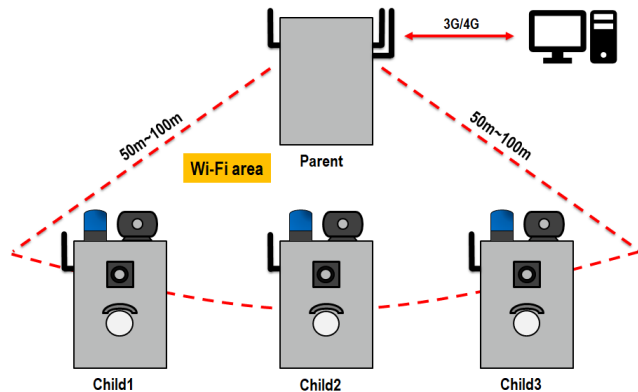 3G/4G
50m~100m
50m~100m
Parent
Wi-Fi area
Child1
Child2
Child3